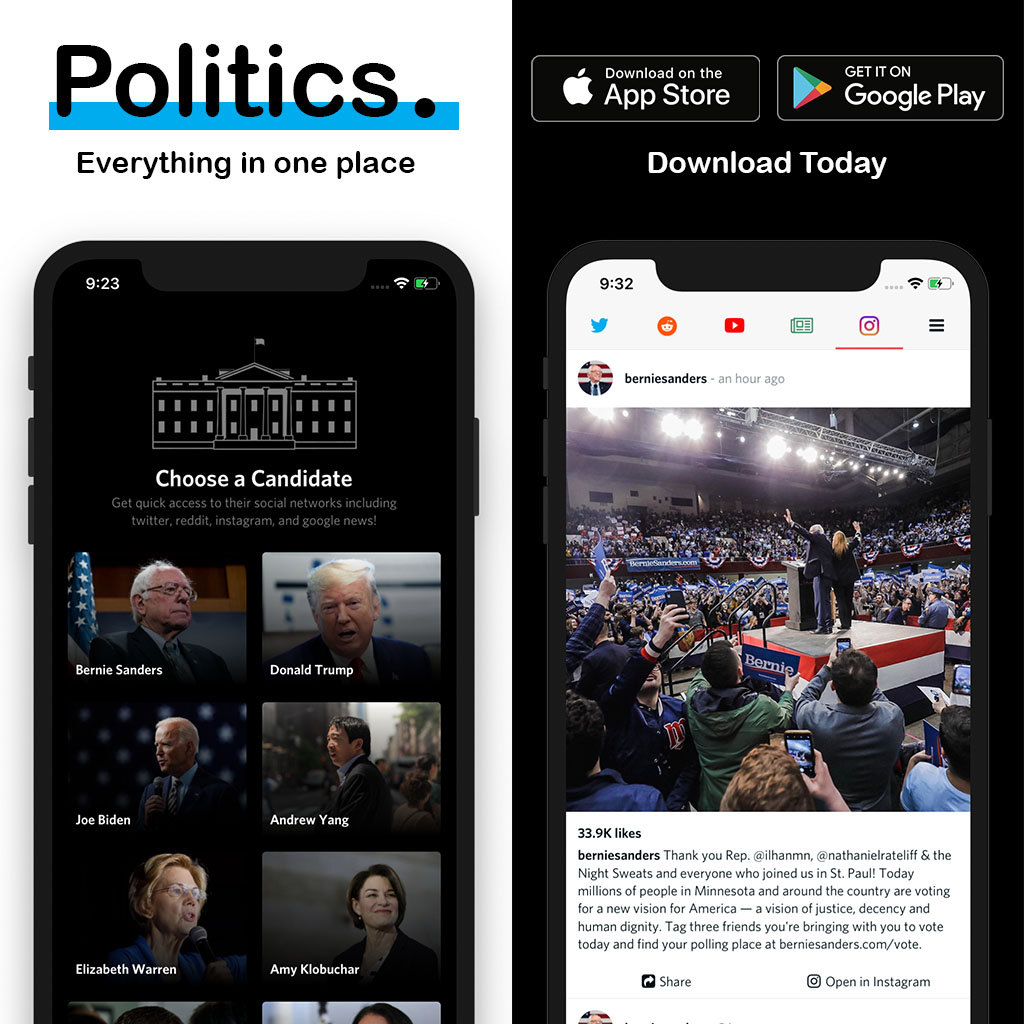 Politics.
Everything in one place
9:23
Choose a Candidate
Get quick access to their social networks including
twitter, reddit, instagram, and google news!
Bernie Sanders
Donald Trump
Joe Biden
Andrew Yang
Elizabeth Warren
Amy Klobuchar
Download on the
App Store
GET IT ON
Google Play
Download Today
9:32
berniesanders - an hour ago
BernieSanders.com
Bernie
m
33.9K likes
berniesanders Thank you Rep. @ilhanmn, @nathanielrateliff & the
Night Sweats and everyone who joined us in St. Paul! Today
millions of people in Minnesota and around the country are voting
for a new vision for America — a vision of justice, decency and
human dignity. Tag three friends you're bringing with you to vote
today and find your polling place at berniesanders.com/vote.
Share
Open in Instagram